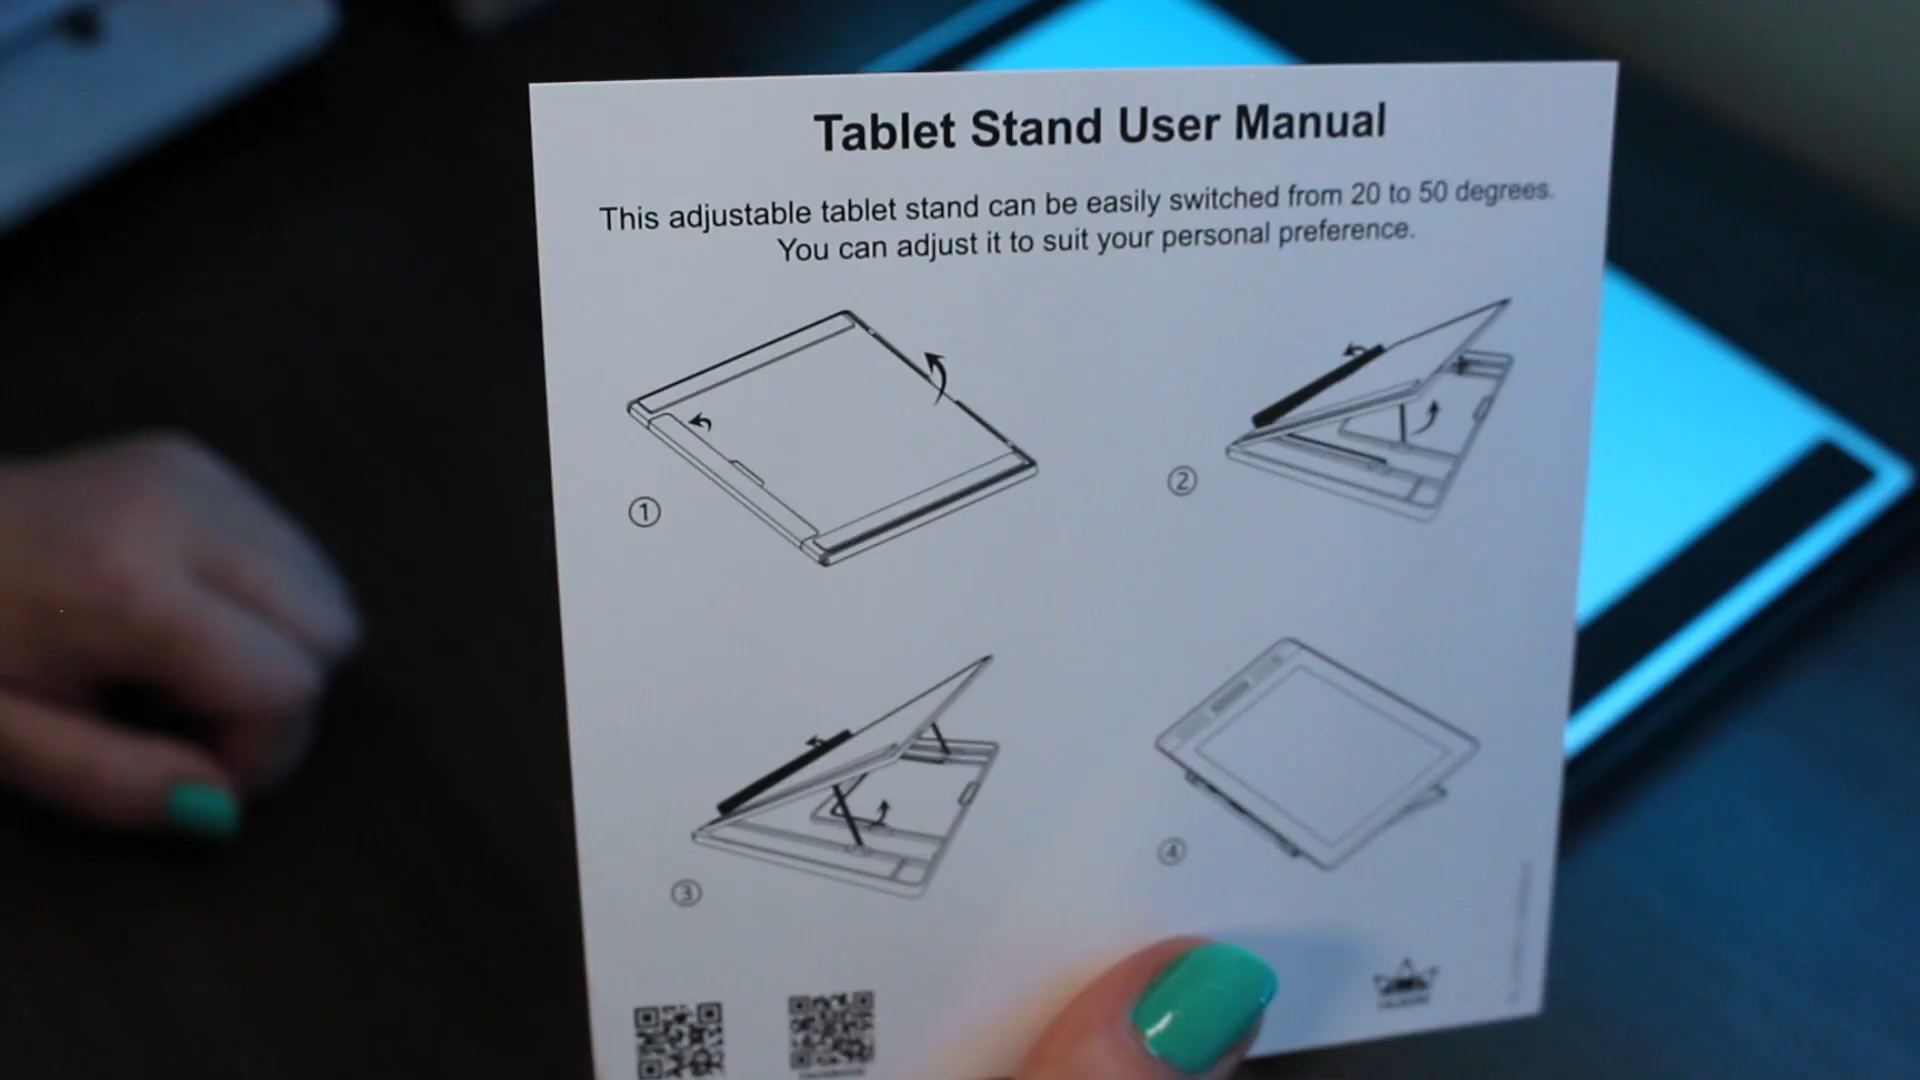 Tablet Stand User Manual
This adjustable tablet stand can be easily switched from 20 to 50 degrees.
You can adjust it to suit your personal preference.
①
②
③
④